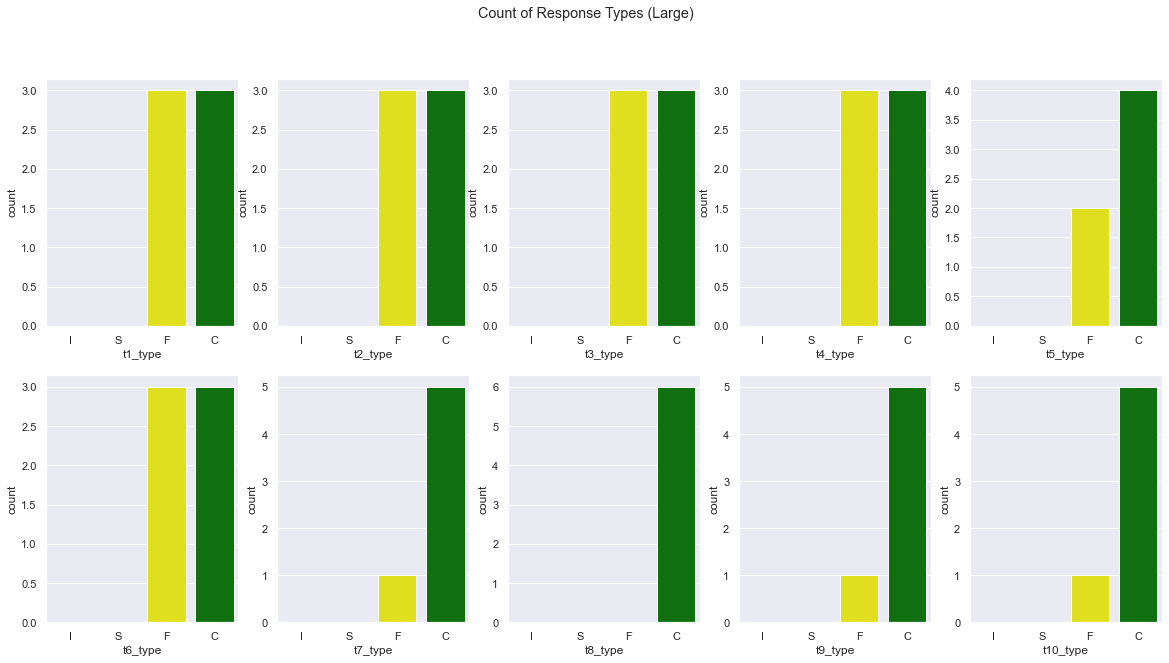 Count of Response Types (Large)
count
3.0
2.5
2.0
1.5
1.0
0.5
0.0
I S F C
t1_type
count
3.0
2.5
2.0
1.5
1.0
0.5
0.0
I S F C
t2_type
count
3.0
2.5
2.0
1.5
1.0
0.5
0.0
I S F C
t3_type
count
3.0
2.5
2.0
1.5
1.0
0.5
0.0
I S F C
t4_type
count
4.0
3.5
3.0
2.5
2.0
1.5
1.0
0.5
0.0
I S F C
t5_type
count
3.0
2.5
2.0
1.5
1.0
0.5
0.0
I S F C
t6_type
count
5
4
3
2
1
0
I S F C
t7_type
count
6
5
4
3
2
1
0
I S F C
t8_type
count
5
4
3
2
1
0
I S F C
t9_type
count
5
4
3
2
1
0
I S F C
t10_type